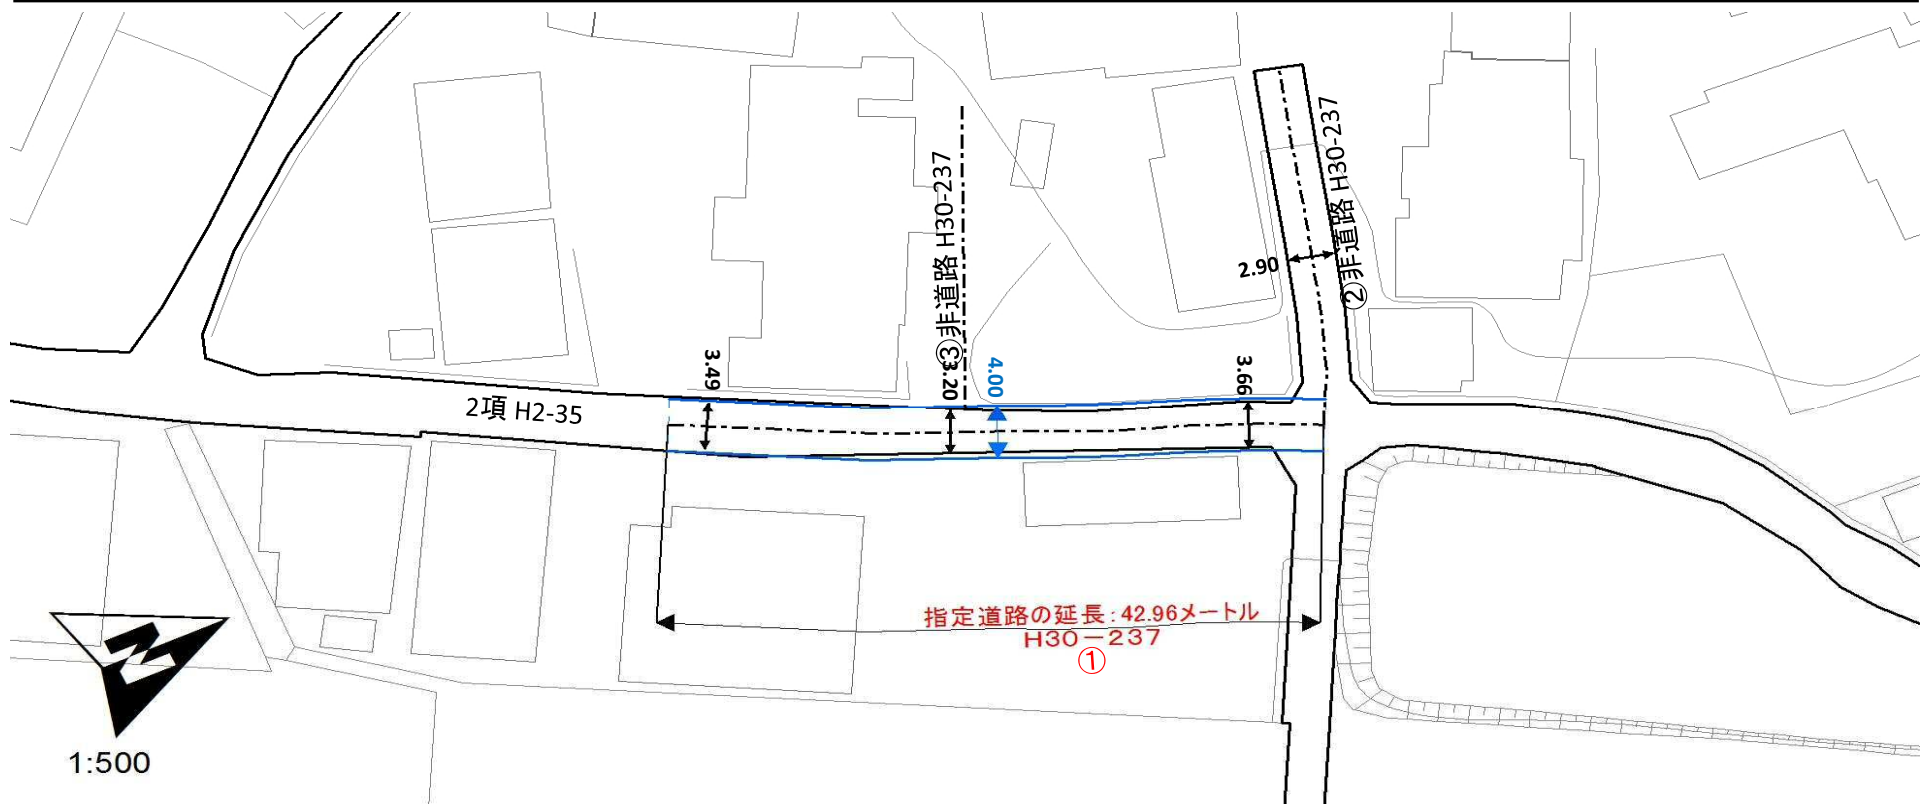 ②非道路 H30-237
③非道路 H30-237
2.90
3.49
3.20
4.00
3.66
2項 H2-35
指定道路の延長:42.96メートル
H30-237
①
N
1:500